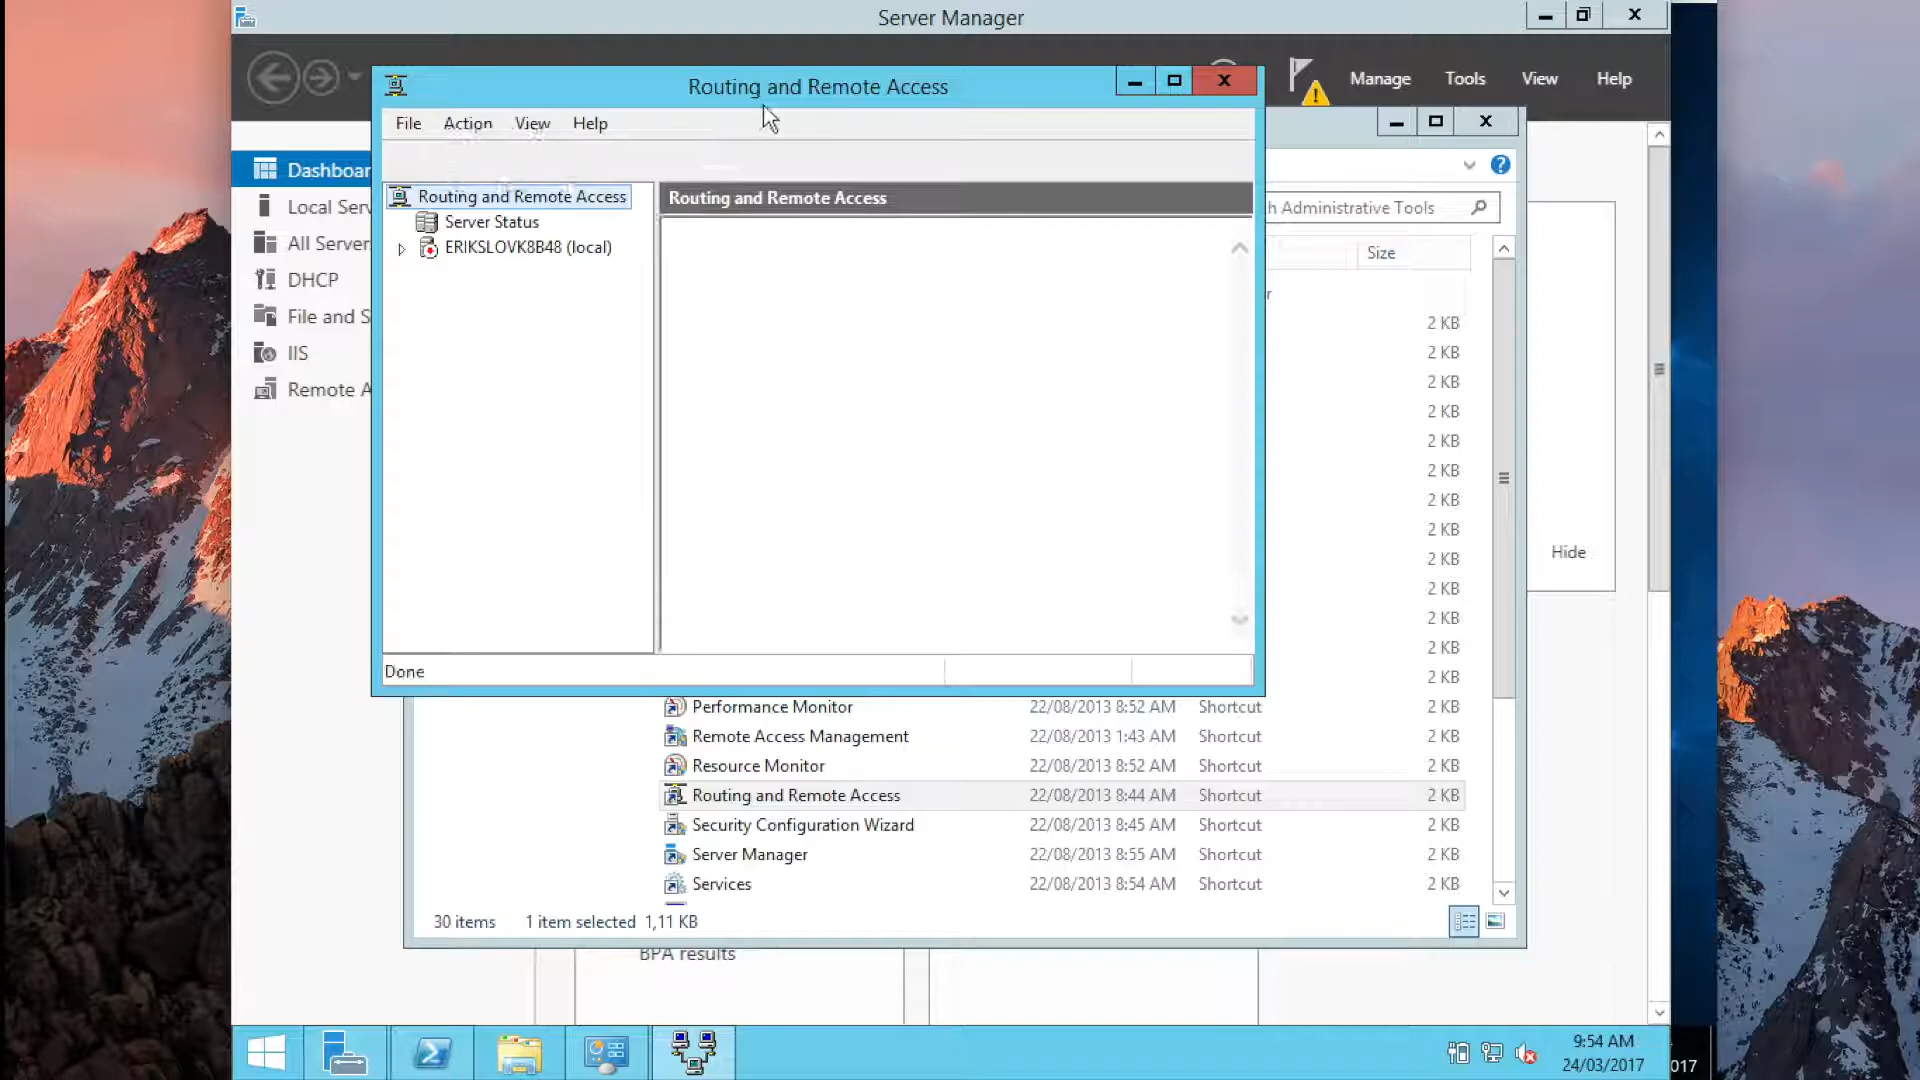 Server Manager
Manage
Tools
View
Help
Routing and Remote Access
File
Action
View
Help
Dashboar
Local Serv
All Server
DHCP
File and S
IIS
Remote A
Routing and Remote Access
Server Status
ERIKSLOVK8B48 (local)
Routing and Remote Access
h Administrative Tools
Size
r
2 KB
2 KB
2 KB
2 KB
2 KB
2 KB
2 KB
2 KB
2 KB
2 KB
2 KB
2 KB
2 KB
Hide
Done
Performance Monitor 22/08/2013 8:52 AM Shortcut 2 KB
Remote Access Management 22/08/2013 1:43 AM Shortcut 2 KB
Resource Monitor 22/08/2013 8:52 AM Shortcut 2 KB
Routing and Remote Access 22/08/2013 8:44 AM Shortcut 2 KB
Security Configuration Wizard 22/08/2013 8:45 AM Shortcut 2 KB
Server Manager 22/08/2013 8:55 AM Shortcut 2 KB
Services 22/08/2013 8:54 AM Shortcut 2 KB
30 items 1 item selected 1,11 KB
BPA results
9:54 AM
24/03/2017
017